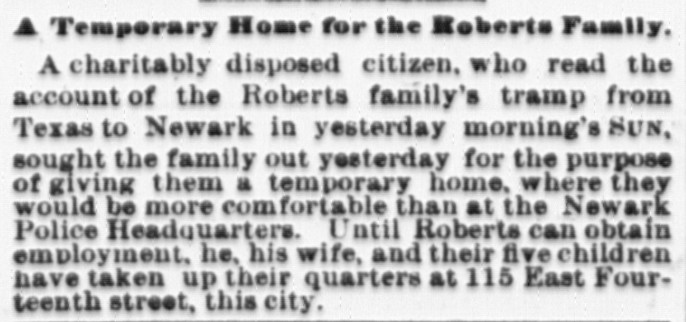 A Temporary Home for the Roberts Family.
A charitably disposed citizen, who read the
account of the Roberts family's tramp from
Texas to Newark in yesterday morning's SUN,
sought the family out yesterday for the purpose
of giving them a temporary home, where they
would be more comfortable than at the Newark
Police Headquarters. Until Roberts can obtain
employment, he, his wife, and their five children
have taken up their quarters at 115 East Four-
teenth street, this city.